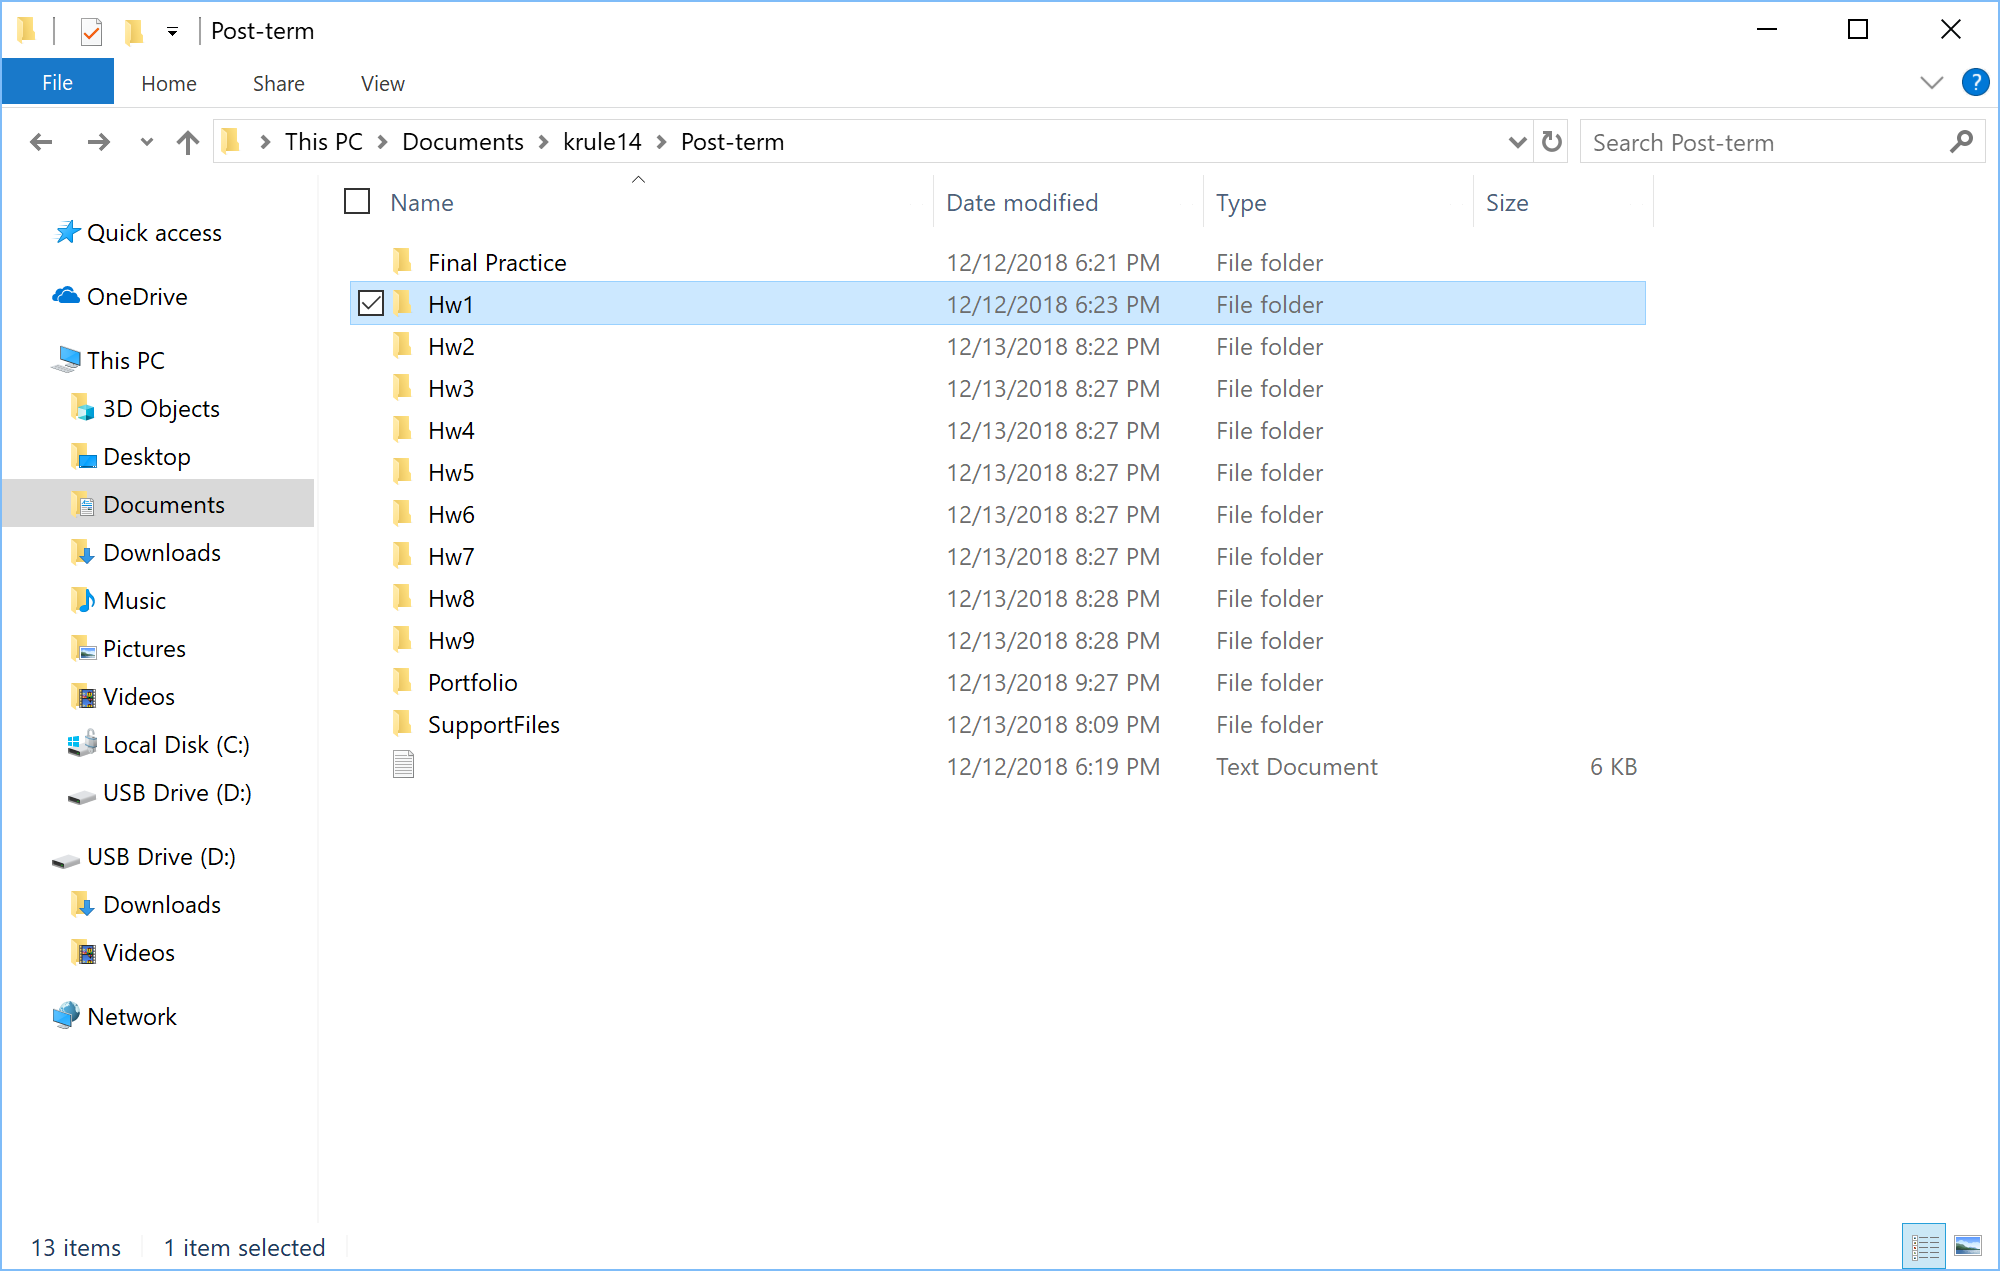 Post-term
File Home Share View ?
This PC Documents krule14 Post-term Search Post-term
Name Date modified Type Size
Quick access
OneDrive
This PC
3D Objects
Desktop
Documents
Downloads
Music
Pictures
Videos
Local Disk (C:)
USB Drive (D:)
USB Drive (D:)
Downloads
Videos
Network
Final Practice 12/12/2018 6:21 PM File folder
Hw1 12/12/2018 6:23 PM File folder
Hw2 12/13/2018 8:22 PM File folder
Hw3 12/13/2018 8:27 PM File folder
Hw4 12/13/2018 8:27 PM File folder
Hw5 12/13/2018 8:27 PM File folder
Hw6 12/13/2018 8:27 PM File folder
Hw7 12/13/2018 8:27 PM File folder
Hw8 12/13/2018 8:28 PM File folder
Hw9 12/13/2018 8:28 PM File folder
Portfolio 12/13/2018 9:27 PM File folder
SupportFiles 12/13/2018 8:09 PM File folder
12/12/2018 6:19 PM Text Document 6 KB
13 items 1 item selected